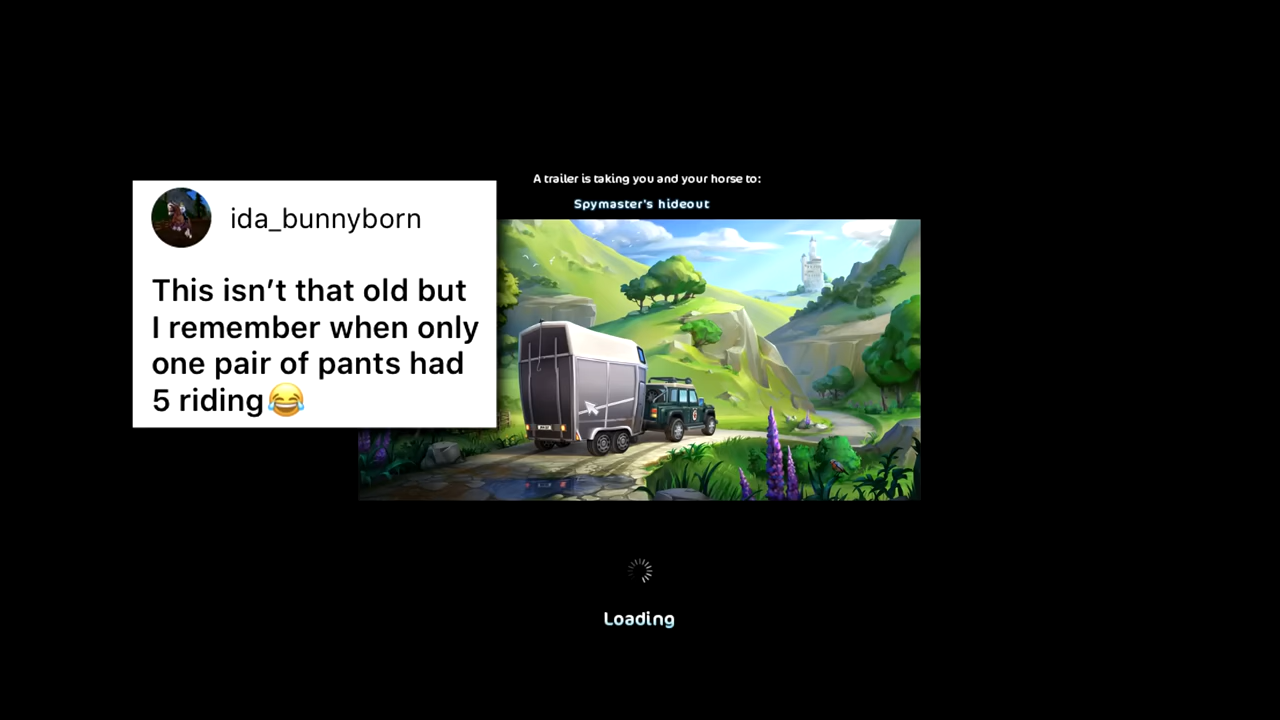 A trailer is taking you and your horse to:
Spymaster's hideout
ida_bunnyborn
This isn’t that old but
I remember when only
one pair of pants had
5 riding😂
Loading